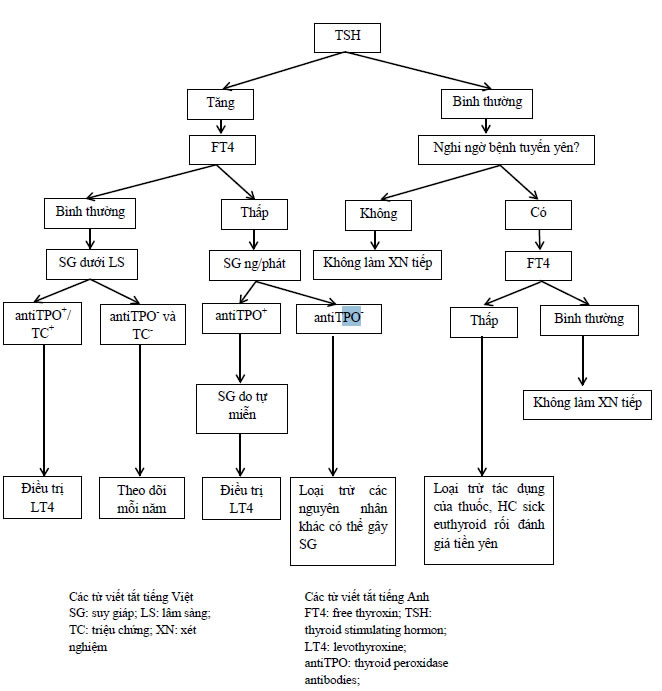 TSH
Tăng
Bình thường
FT4
Nghi ngờ bệnh tuyến yên?
Bình thường
Thấp
Không
Có
SG dưới LS
SG ng/phát
Không làm XN tiếp
FT4
antiTPO+/
TC+
antiTPO- và
TC-
antiTPO+
antiTPO-
Thấp
Bình thường
SG do tự
miễn
Không làm XN tiếp
Điều trị
LT4
Theo dõi
mỗi năm
Điều trị
LT4
Loại trừ các
nguyên nhân
khác có thể gây
SG
Loại trừ tác dụng
của thuốc, HC sick
euthyroid rối đánh
giá tiền yên
Các từ viết tắt tiếng Việt
SG: suy giáp; LS: lâm sàng;
TC: triệu chứng; XN: xét
nghiệm
Các từ viết tắt tiếng Anh
FT4: free thyroxin; TSH:
thyroid stimulating hormon;
LT4: levothyroxine;
antiTPO: thyroid peroxidase
antibodies;